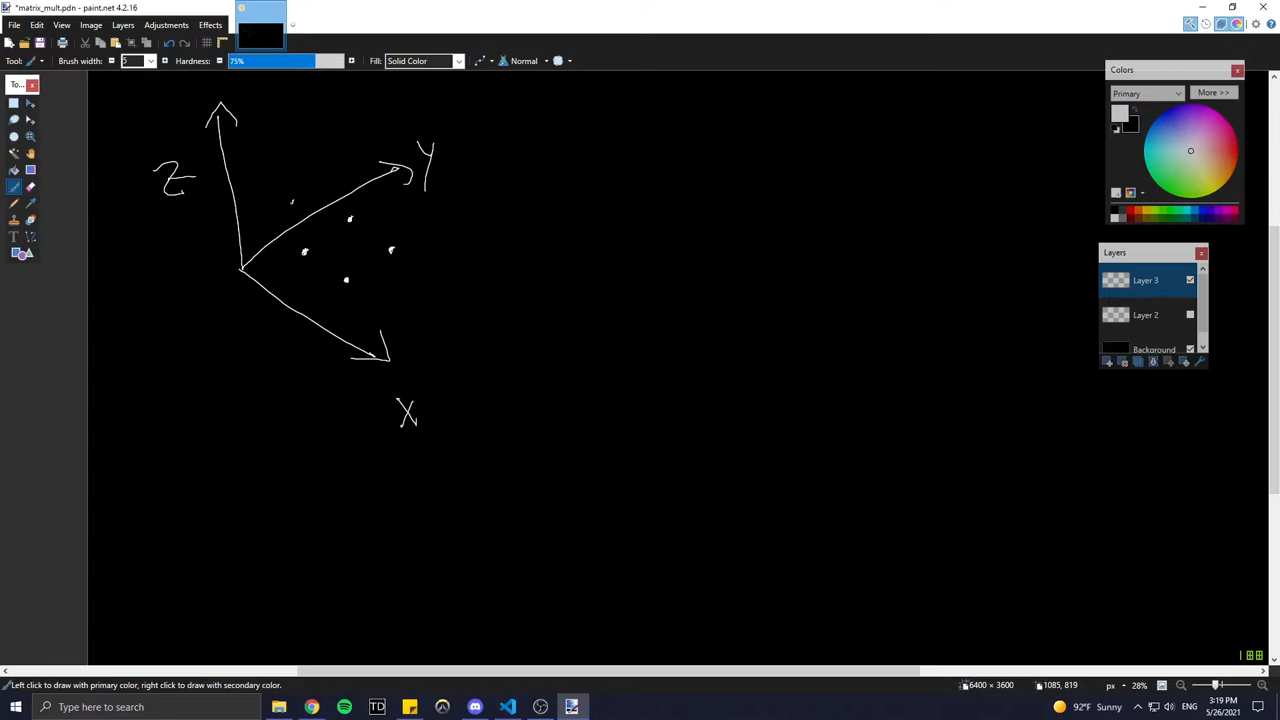 *matrix_mult.pdn - paint.net 4.2.16
File Edit View Image Layers Adjustments Effects
Tool: Brush width: 5 Hardness: 75% Fill: Solid Color Normal
To... x
Colors x
Primary More >>
Y
Z
X
Layers x
Layer 3
Layer 2
Background
Left click to draw with primary color, right click to draw with secondary color. 6400 × 3600 1085, 819 px 28%
Type here to search TD 92°F Sunny ENG 3:19 PM
5/26/2021